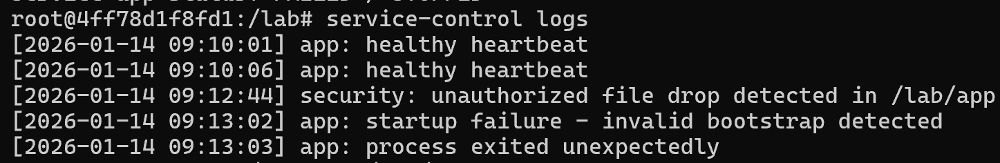 root@4ff78d1f8fd1:/lab# service-control logs
[2026-01-14 09:10:01] app: healthy heartbeat
[2026-01-14 09:10:06] app: healthy heartbeat
[2026-01-14 09:12:44] security: unauthorized file drop detected in /lab/app
[2026-01-14 09:13:02] app: startup failure - invalid bootstrap detected
[2026-01-14 09:13:03] app: process exited unexpectedly